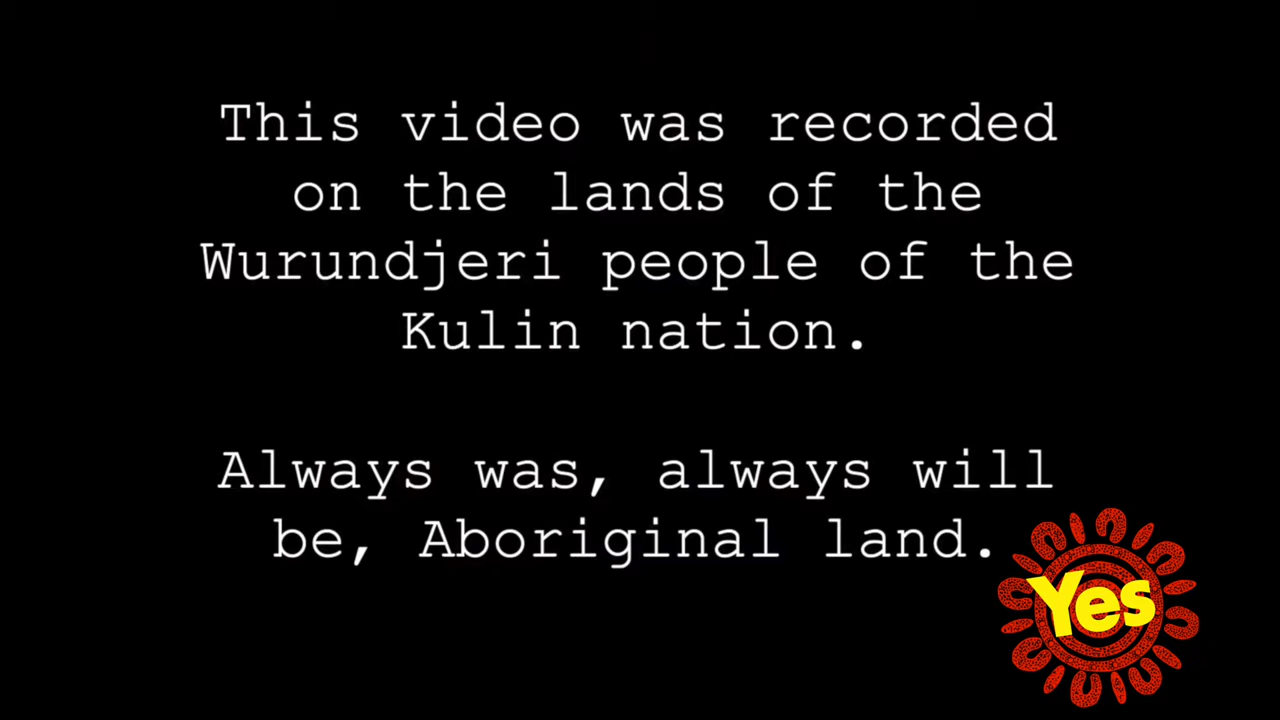 This video was recorded
on the lands of the
Wurundjeri people of the
Kulin nation.
Always was, always will
be, Aboriginal land.
Yes